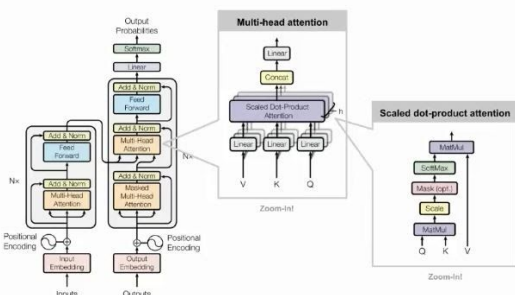 Output
Probabilities
Softmax
Linear
Add & Norm
Feed
Forward
Add & Norm
Multi-Head
Attention
Add & Norm
Masked
Multi-Head
Attention
Nx
Positional
Encoding
Output
Embedding
Outputs
Add & Norm
Feed
Forward
Add & Norm
Multi-Head
Attention
Nx
Positional
Encoding
Input
Embedding
Inputs
Multi-head attention
Linear
Concat
Scaled Dot-Product
Attention
h
Linear Linear Linear
V K Q
Zoom-In!
Scaled dot-product attention
MatMul
SoftMax
Mask (opt.)
Scale
MatMul
Q K V
Zoom-In!